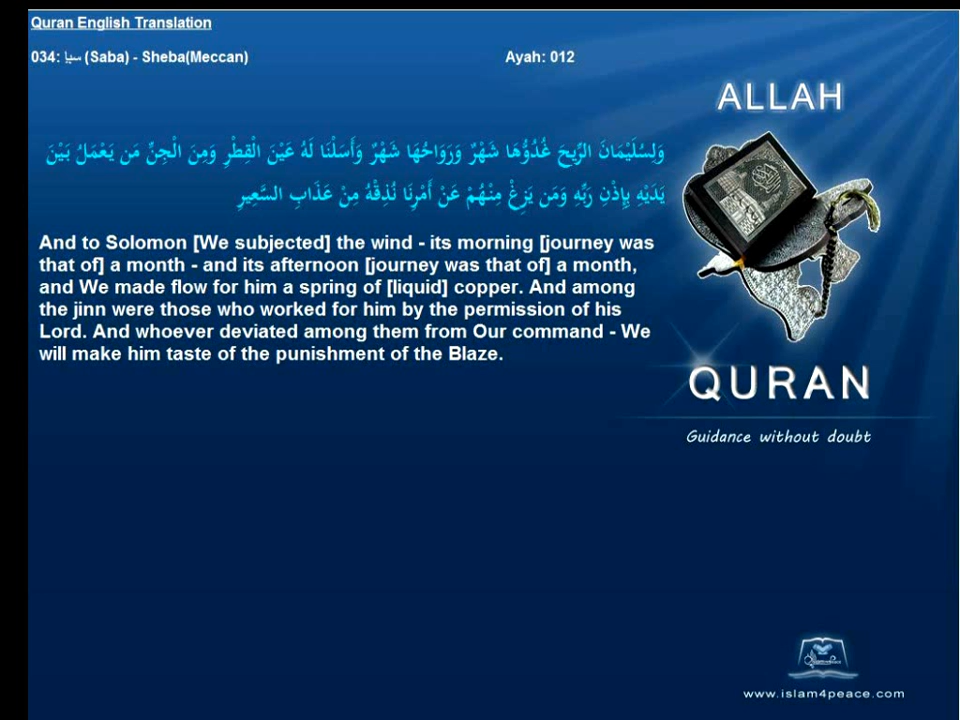 Quran English Translation
034: سبإ (Saba) - Sheba(Meccan) Ayah: 012
ALLAH
وَلِسُلَيْمَانَ الرِّيحَ غُدُوُّهَا شَهْرٌ وَرَوَاحُهَا شَهْرٌ وَأَسَلْنَا لَهُ عَيْنَ الْقِطْرِ وَمِنَ الْجِنِّ مَن يَعْمَلُ بَيْنَ
يَدَيْهِ بِإِذْنِ رَبِّهِ وَمَن يَزِغْ مِنْهُمْ عَنْ أَمْرِنَا نُذِقْهُ مِنْ عَذَابِ السَّعِيرِ
And to Solomon [We subjected] the wind - its morning [journey was
that of] a month - and its afternoon [journey was that of] a month,
and We made flow for him a spring of [liquid] copper. And among
the jinn were those who worked for him by the permission of his
Lord. And whoever deviated among them from Our command - We
will make him taste of the punishment of the Blaze.
QURAN
Guidance without doubt
www.islam4peace.com